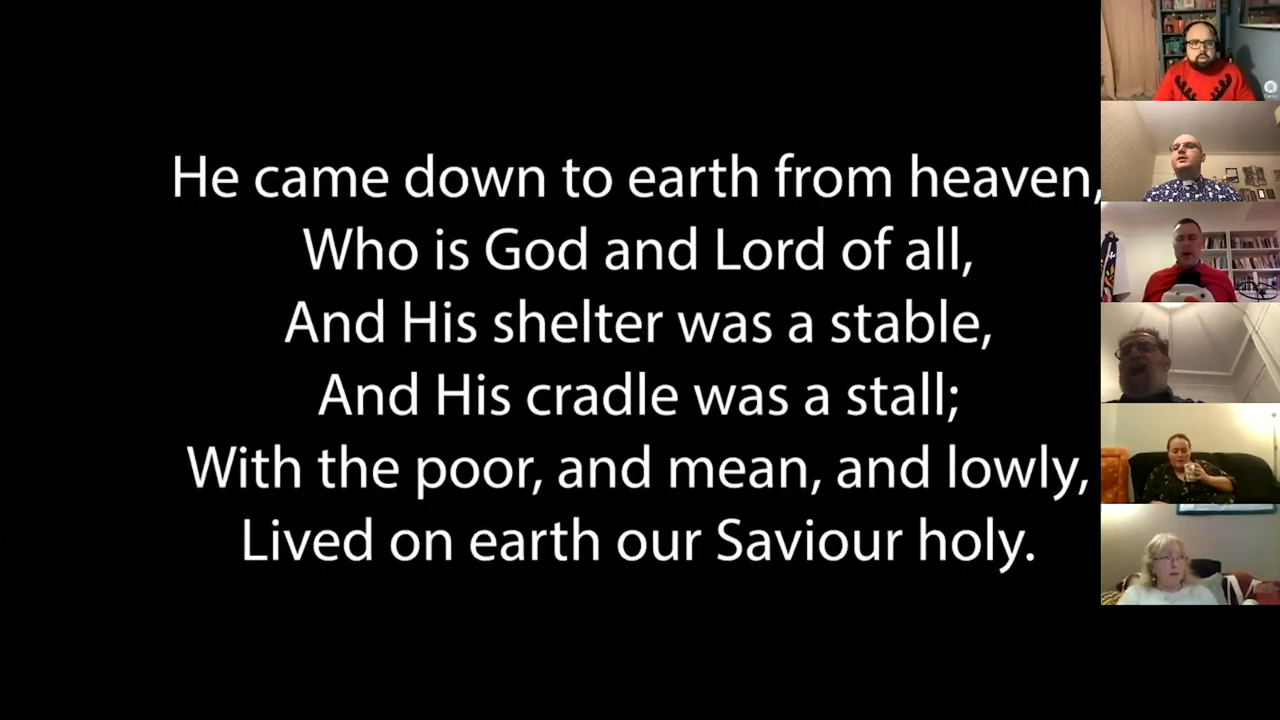 He came down to earth from heaven,
Who is God and Lord of all,
And His shelter was a stable,
And His cradle was a stall;
With the poor, and mean, and lowly,
Lived on earth our Saviour holy.